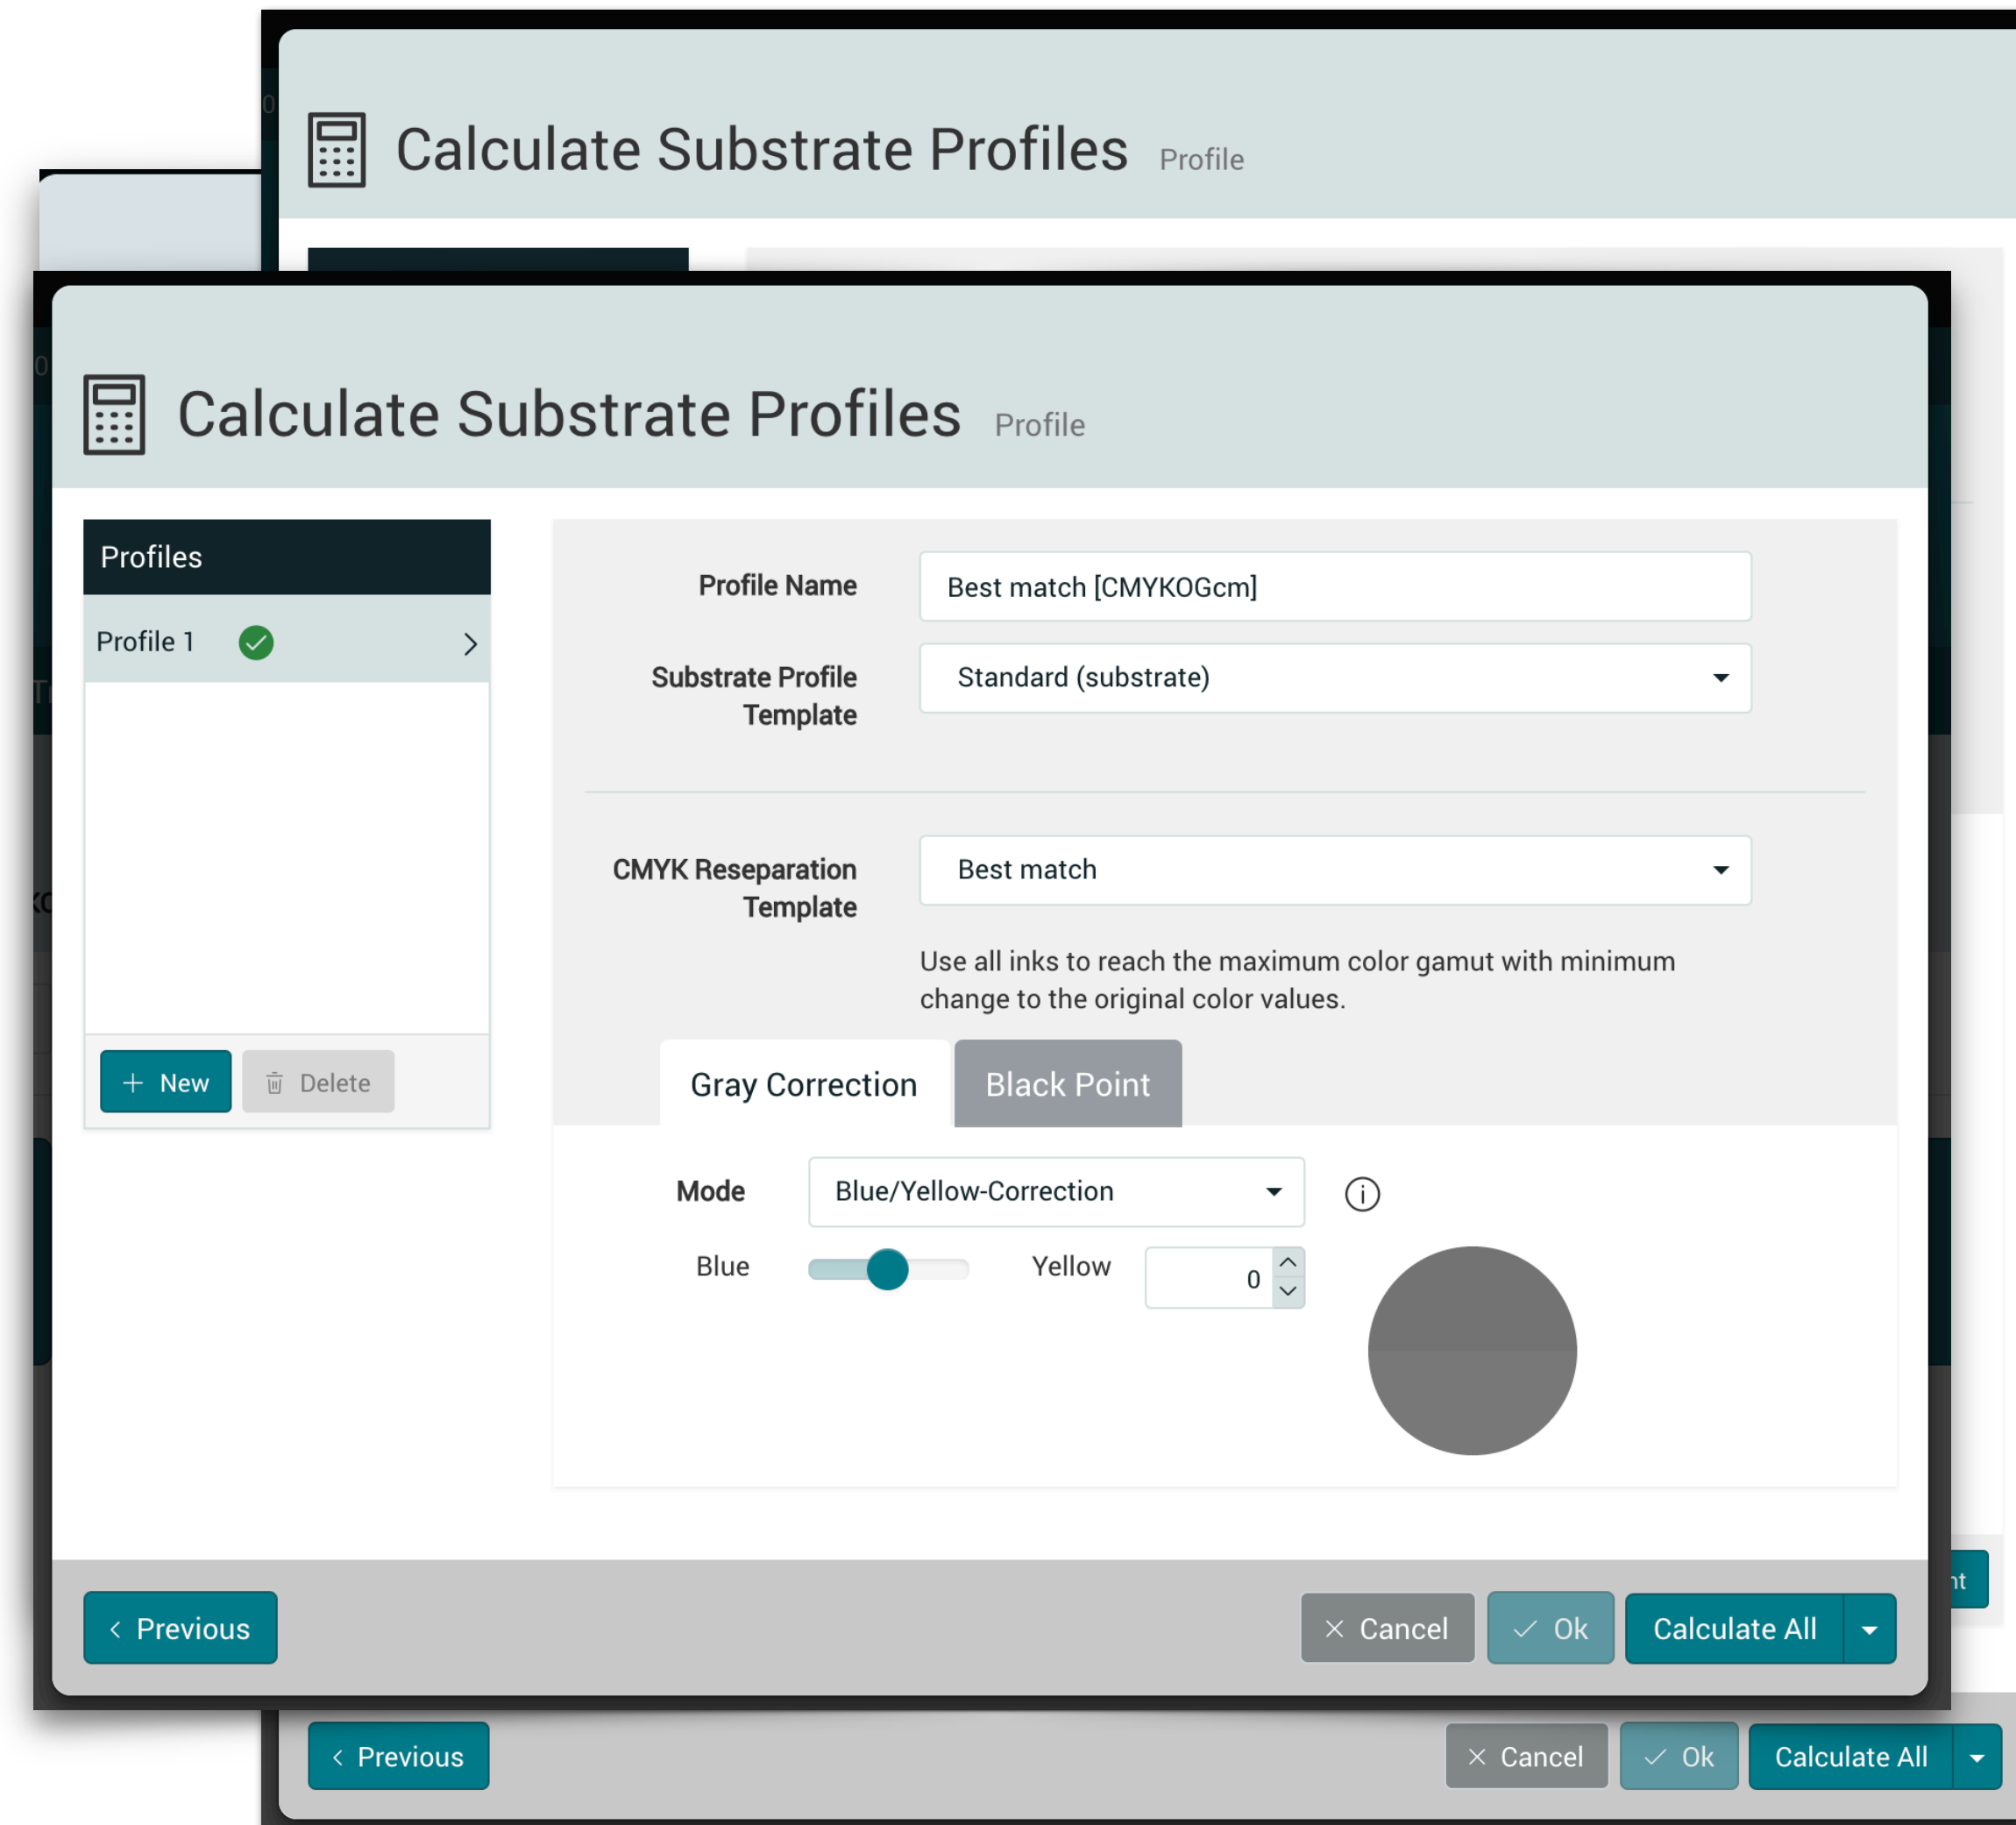 Calculate Substrate Profiles Profile
Calculate Substrate Profiles Profile
Profiles
Profile 1
+ New
Delete
Profile Name
Best match [CMYKOGcm]
Substrate Profile
Template
Standard (substrate)
CMYK Reseparation
Template
Best match
Use all inks to reach the maximum color gamut with minimum
change to the original color values.
Gray Correction
Black Point
Mode
Blue/Yellow-Correction
Blue
Yellow
0
Previous
Cancel
Ok
Calculate All
Previous
Cancel
Ok
Calculate All